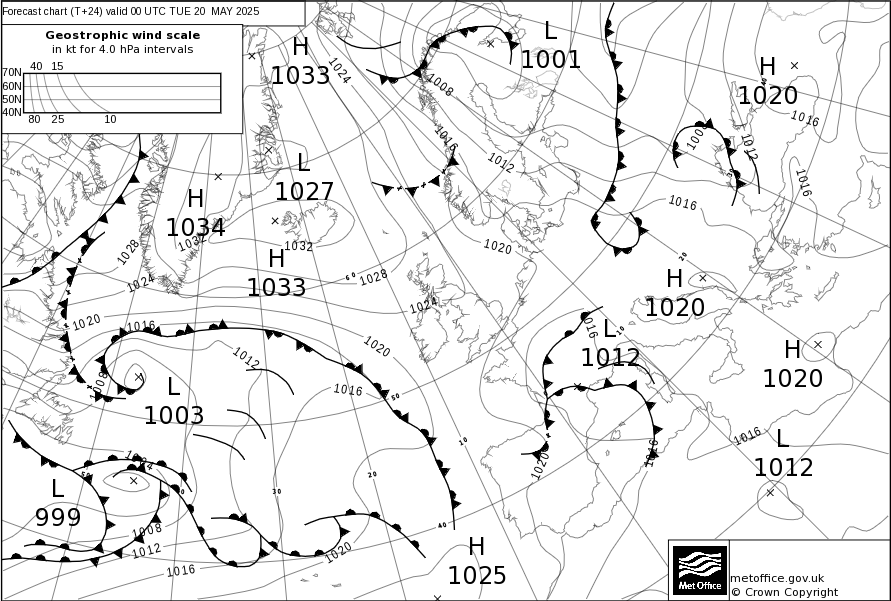 Forecast chart (T+24) valid 00 UTC TUE 20 MAY 2025
Geostrophic wind scale
in kt for 4.0 hPa intervals
40 15
70N
60N
50N
40N
80 25 10
H
1033
L
1001
H
1020
L
1027
H
1034
H
1033
H
1020
L
1012
H
1020
L
1003
L
1012
L
999
H
1025
1024
1008
1016
1012
1008
1012
1016
1016
1016
1020
1032
1032
1028
1028
1024
1024
1020
1016
1012
1020
1016
1008
1016
1016
1016
1020
1008
1012
1016
1020
60
50
40
30
20
10
20
10
metoffice.gov.uk
© Crown Copyright
Met Office